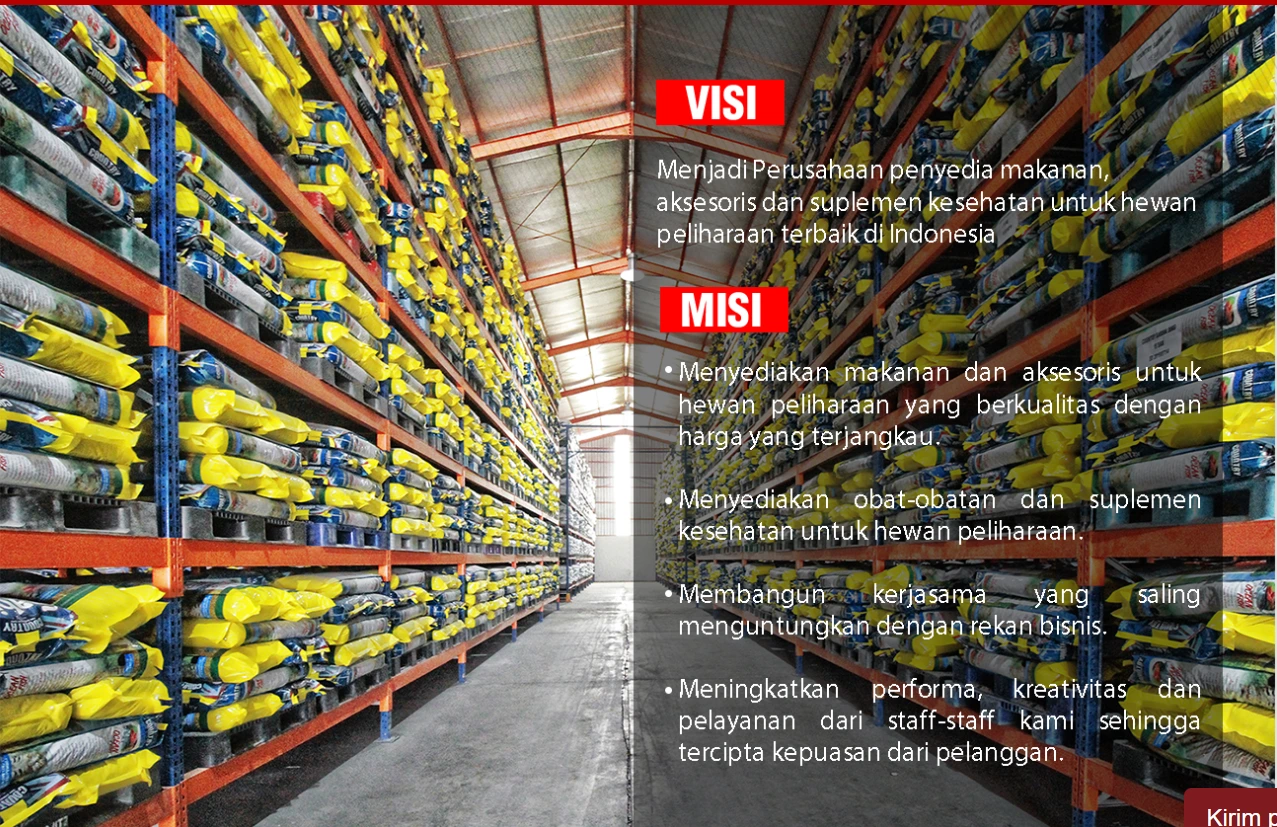 VISI
Menjadi Perusahaan penyedia makanan,
aksesoris dan suplemen kesehatan untuk hewan
peliharaan terbaik di Indonesia
MISI
• Menyediakan makanan dan aksesoris untuk
hewan peliharaan yang berkualitas dengan
harga yang terjangkau.
• Menyediakan obat-obatan dan suplemen
kesehatan untuk hewan peliharaan.
• Membangun kerjasama yang saling
menguntungkan dengan rekan bisnis.
• Meningkatkan performa, kreativitas dan
pelayanan dari staff-staff kami sehingga
tercipta kepuasan dari pelanggan.
Kirim p